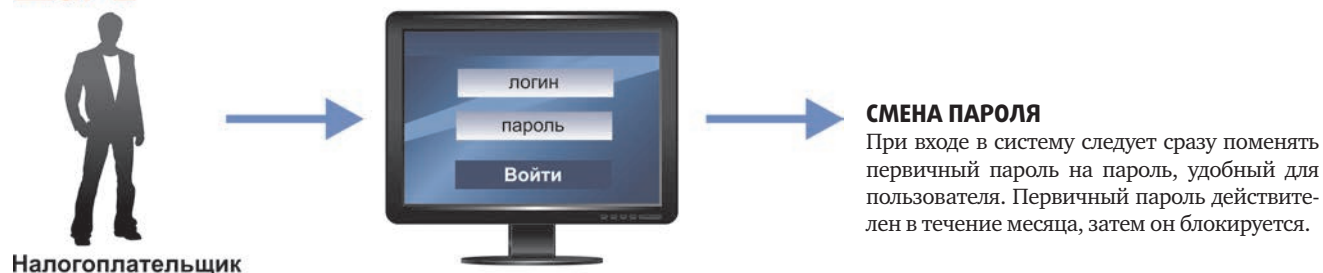 Налогоплательщик
логин
пароль
Войти
СМЕНА ПАРОЛЯ
При входе в систему следует сразу поменять
первичный пароль на пароль, удобный для
пользователя. Первичный пароль действите-
лен в течение месяца, затем он блокируется.